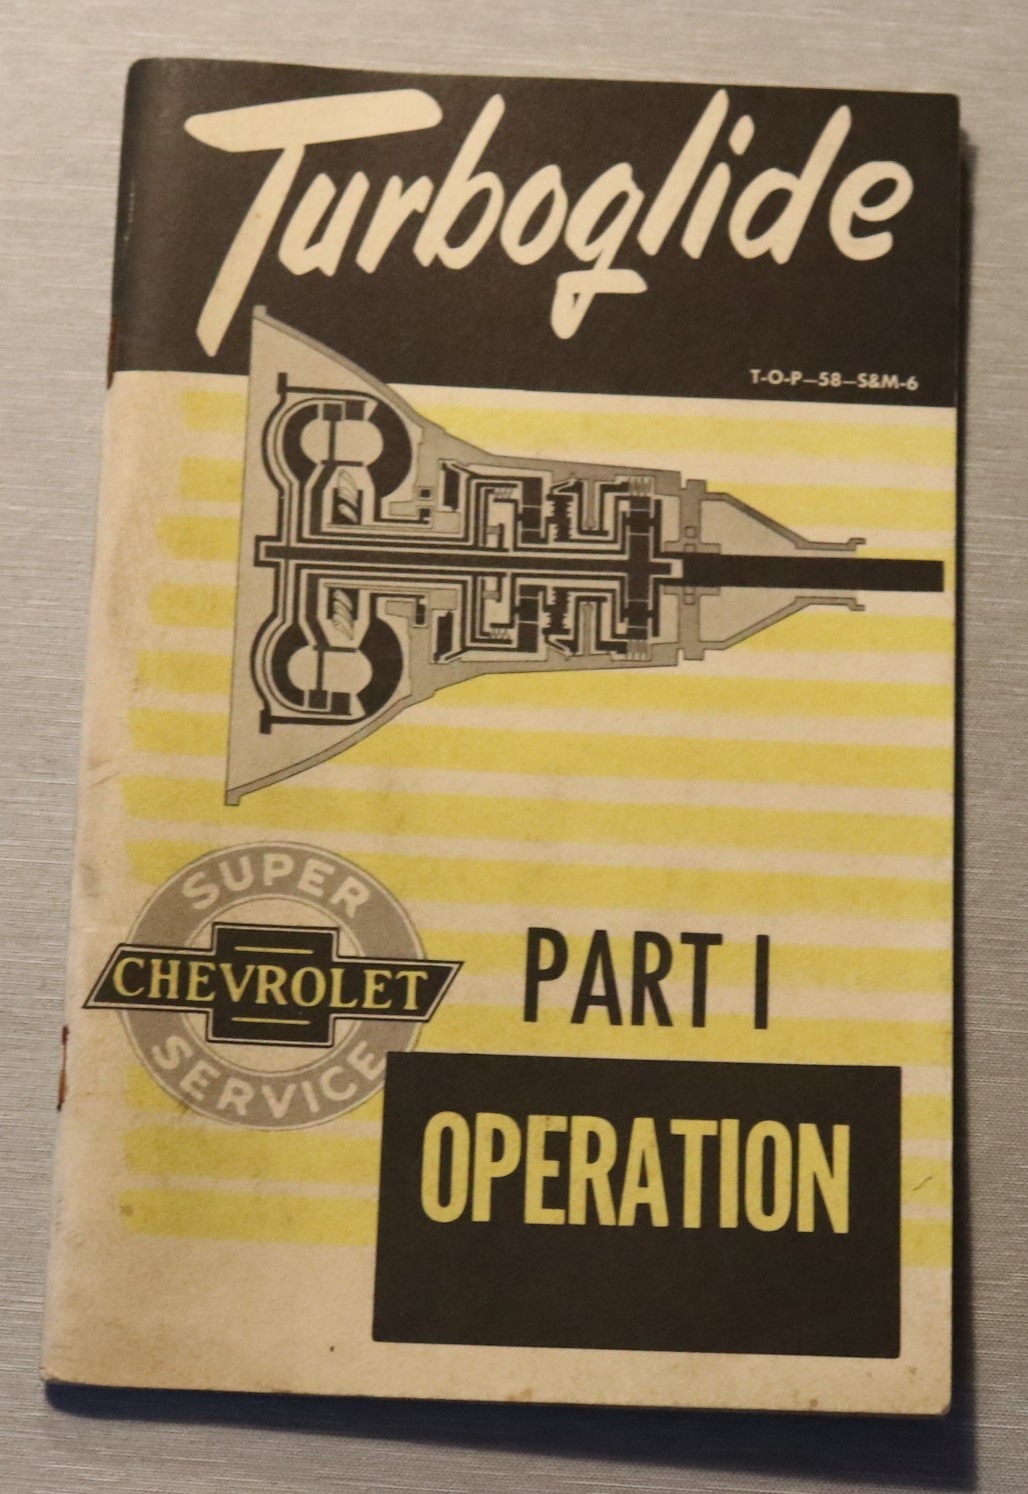 Turboglide
T-O-P—58—S&M-6
SUPER
CHEVROLET
SERVICE
PART I
OPERATION